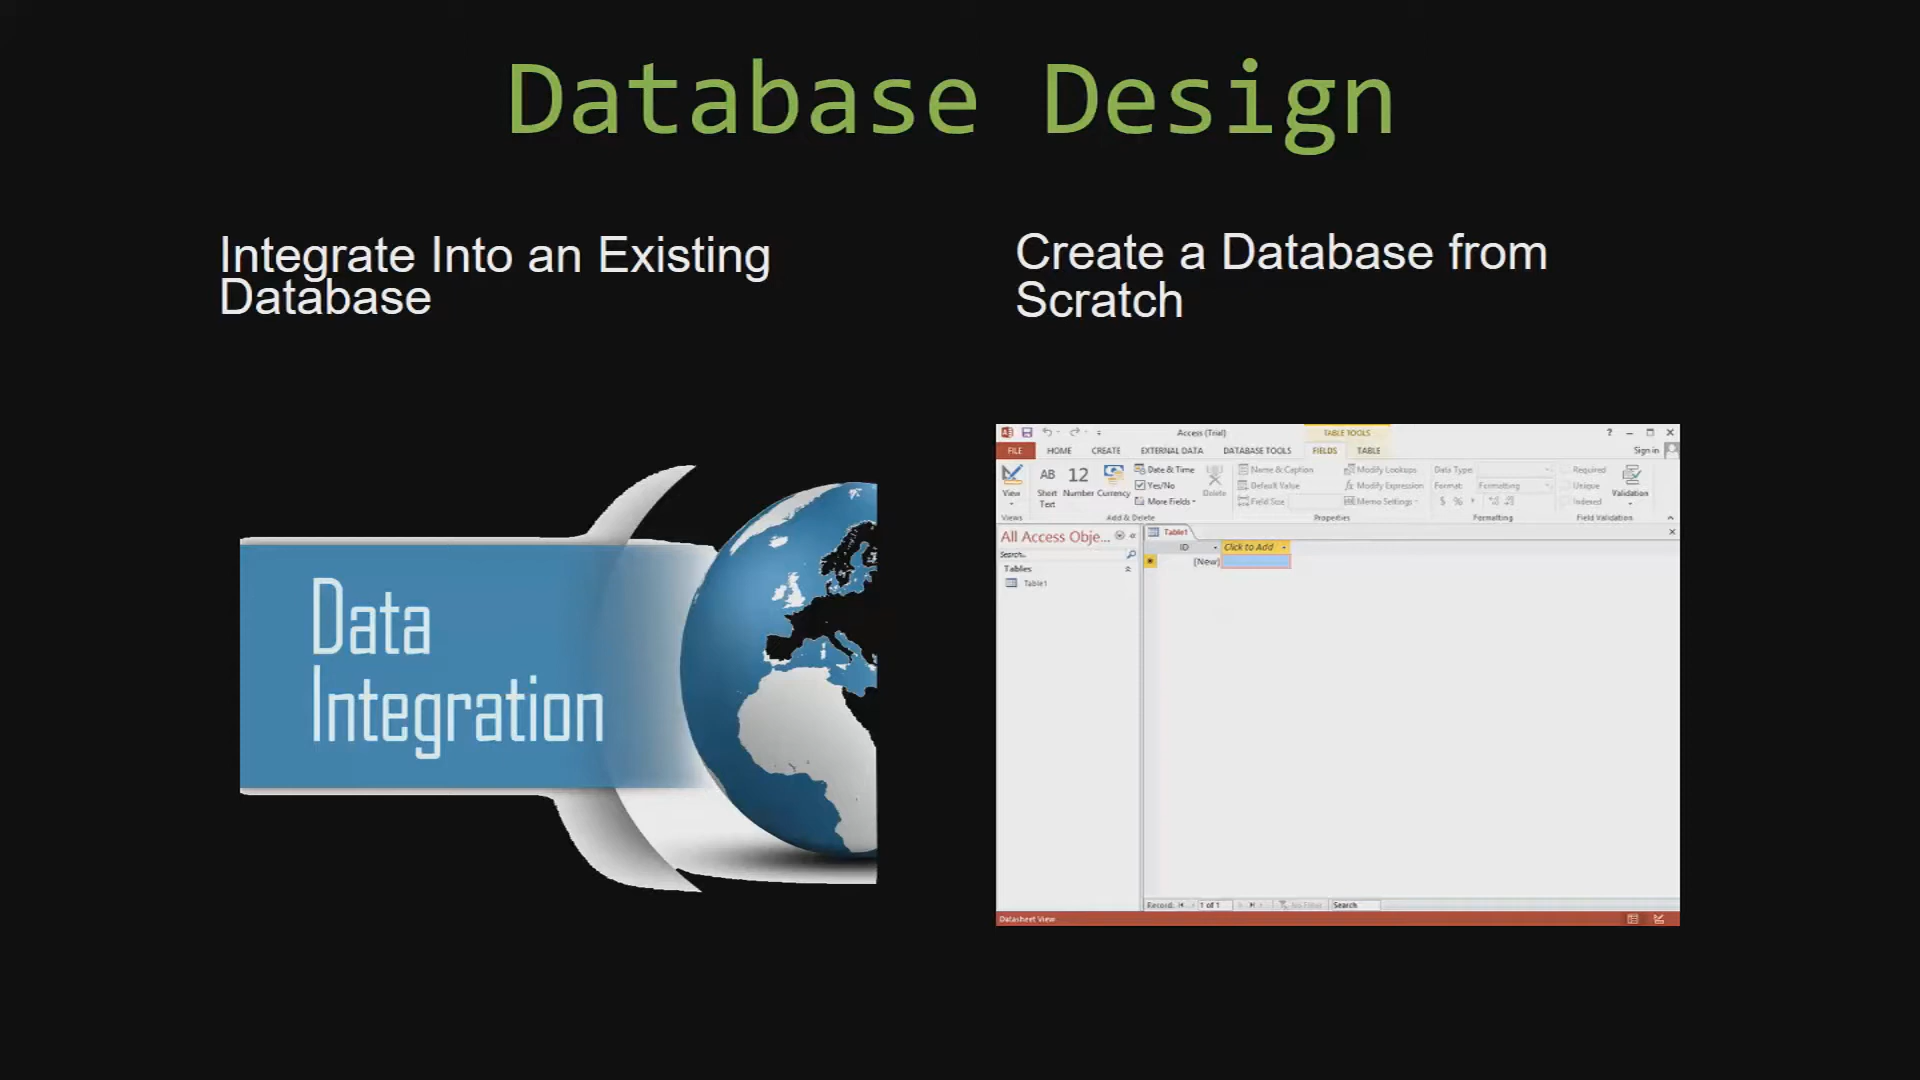 Database Design
Integrate Into an Existing
Database
Create a Database from
Scratch
Data
Integration
Access (Trial)
TABLE TOOLS
?
FILE HOME CREATE EXTERNAL DATA DATABASE TOOLS FIELDS TABLE Sign in
View
AB
Short
Text
12
Number
Currency
Date & Time
Yes/No
More Fields
Delete
Name & Caption
Default Value
Field Size
Modify Lookups
Modify Expression
Memo Settings
Data Type:
Format: Formatting
$ %
Required
Unique
Indexed
Validation
Views Add & Delete Properties Formatting Field Validation
All Access Obje...
Search...
Tables
Table1
Table1
ID Click to Add
(New)
Record: 1 of 1 No Filter Search
Datasheet View